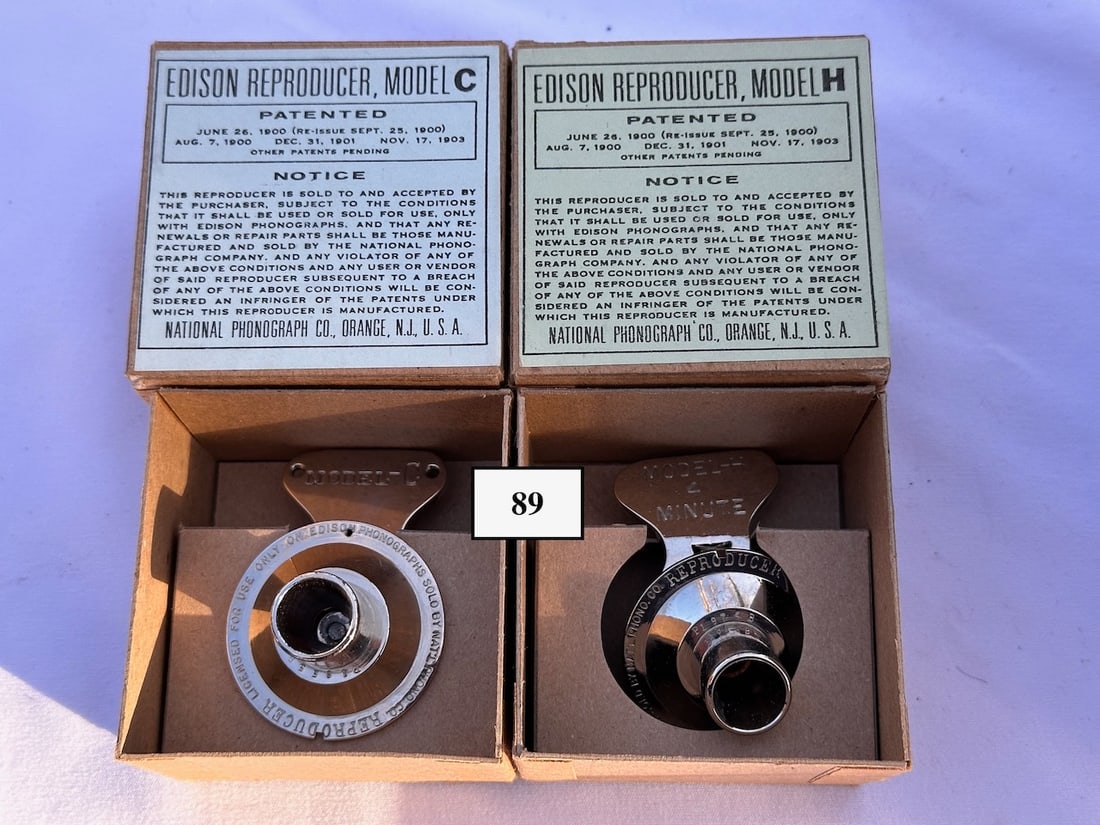 EDISON REPRODUCER, MODEL C
PATENTED
JUNE 26, 1900 (RE-ISSUE SEPT. 25, 1900)
AUG. 7, 1900 DEC. 31, 1901 NOV. 17, 1903
OTHER PATENTS PENDING
NOTICE
THIS REPRODUCER IS SOLD TO AND ACCEPTED BY
THE PURCHASER, SUBJECT TO THE CONDITIONS
THAT IT SHALL BE USED OR SOLD FOR USE, ONLY
WITH EDISON PHONOGRAPHS, AND THAT ANY RE-
NEWALS OR REPAIR PARTS SHALL BE THOSE MANU-
FACTURED AND SOLD BY THE NATIONAL PHONO-
GRAPH COMPANY. AND ANY VIOLATOR OF ANY OF
THE ABOVE CONDITIONS AND ANY USER OR VENDOR
OF SAID REPRODUCER SUBSEQUENT TO A BREACH
OF ANY OF THE ABOVE CONDITIONS WILL BE CON-
SIDERED AN INFRINGER OF THE PATENTS UNDER
WHICH THIS REPRODUCER IS MANUFACTURED.
NATIONAL PHONOGRAPH CO., ORANGE, N.J., U.S.A.
EDISON REPRODUCER, MODEL H
PATENTED
JUNE 26, 1900 (RE-ISSUE SEPT. 25, 1900)
AUG. 7, 1900 DEC. 31, 1901 NOV. 17, 1903
OTHER PATENTS PENDING
NOTICE
THIS REPRODUCER IS SOLD TO AND ACCEPTED BY
THE PURCHASER, SUBJECT TO THE CONDITIONS
THAT IT SHALL BE USED OR SOLD FOR USE, ONLY
WITH EDISON PHONOGRAPHS, AND THAT ANY RE-
NEWALS OR REPAIR PARTS SHALL BE THOSE MANU-
FACTURED AND SOLD BY THE NATIONAL PHONO-
GRAPH COMPANY. AND ANY VIOLATOR OF ANY OF
THE ABOVE CONDITIONS AND ANY USER OR VENDOR
OF SAID REPRODUCER SUBSEQUENT TO A BREACH
OF ANY OF THE ABOVE CONDITIONS WILL BE CON-
SIDERED AN INFRINGER OF THE PATENTS UNDER
WHICH THIS REPRODUCER IS MANUFACTURED.
NATIONAL PHONOGRAPH CO., ORANGE, N.J., U.S.A.
MODEL-C
REPRODUCER LICENSED FOR USE ONLY ON EDISON PHONOGRAPHS SOLD BY NAT'L PHONO. CO.
89
MODEL-H
4
MINUTE
NAT'L PHONO. CO. REPRODUCER